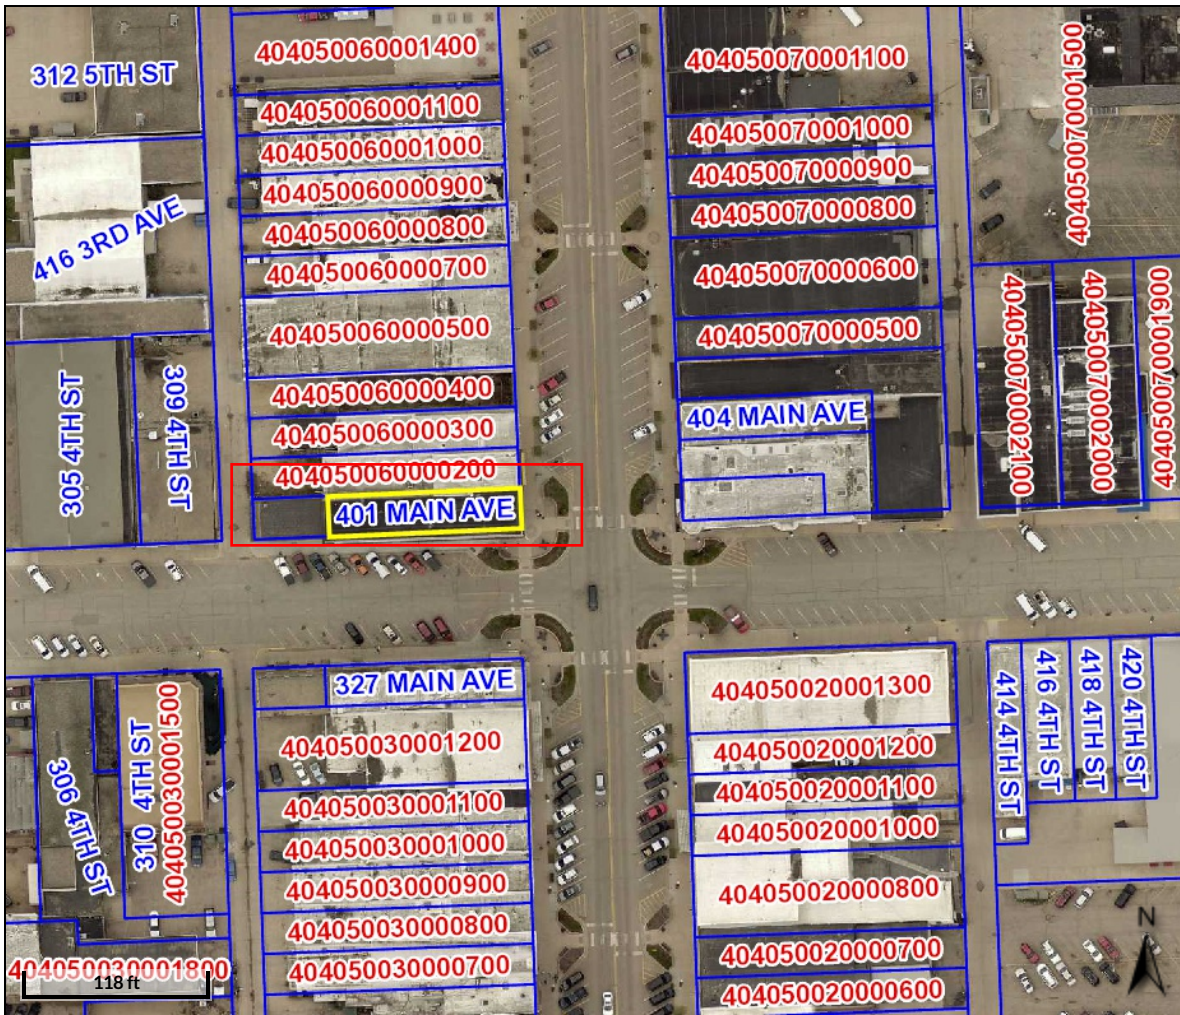 312 5TH ST
404050060001400
404050070001100
404050070001500
404050060001100
404050070001000
404050060001000
404050070000900
404050060000900
404050070000800
416 3RD AVE
404050060000800
404050060000700
404050070000600
404050060000500
404050070000500
404050070002100
404050070002000
404050070001900
305 4TH ST
309 4TH ST
404050060000400
404 MAIN AVE
404050060000300
404050060000200
401 MAIN AVE
327 MAIN AVE
404050020001300
414 4TH ST
416 4TH ST
418 4TH ST
420 4TH ST
306 4TH ST
310 4TH ST
404050030001500
404050030001200
404050020001200
404050020001100
404050030001100
404050020001000
404050030001000
404050030000900
404050020000800
404050030000800
404050020000700
404050030001800
404050030000700
404050020000600
118 ft
N